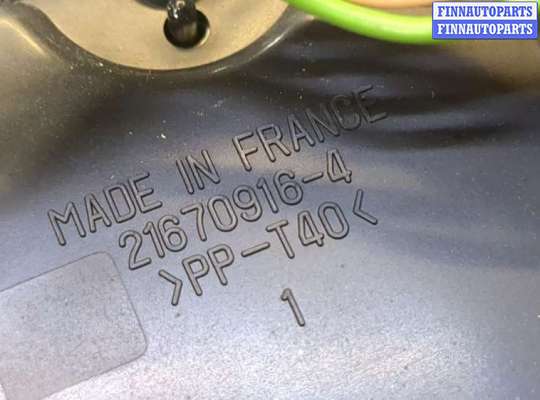 FINNAUTOPARTS
FINNAUTOPARTS
MADE IN FRANCE
21670916-4
>PP-T40<
1